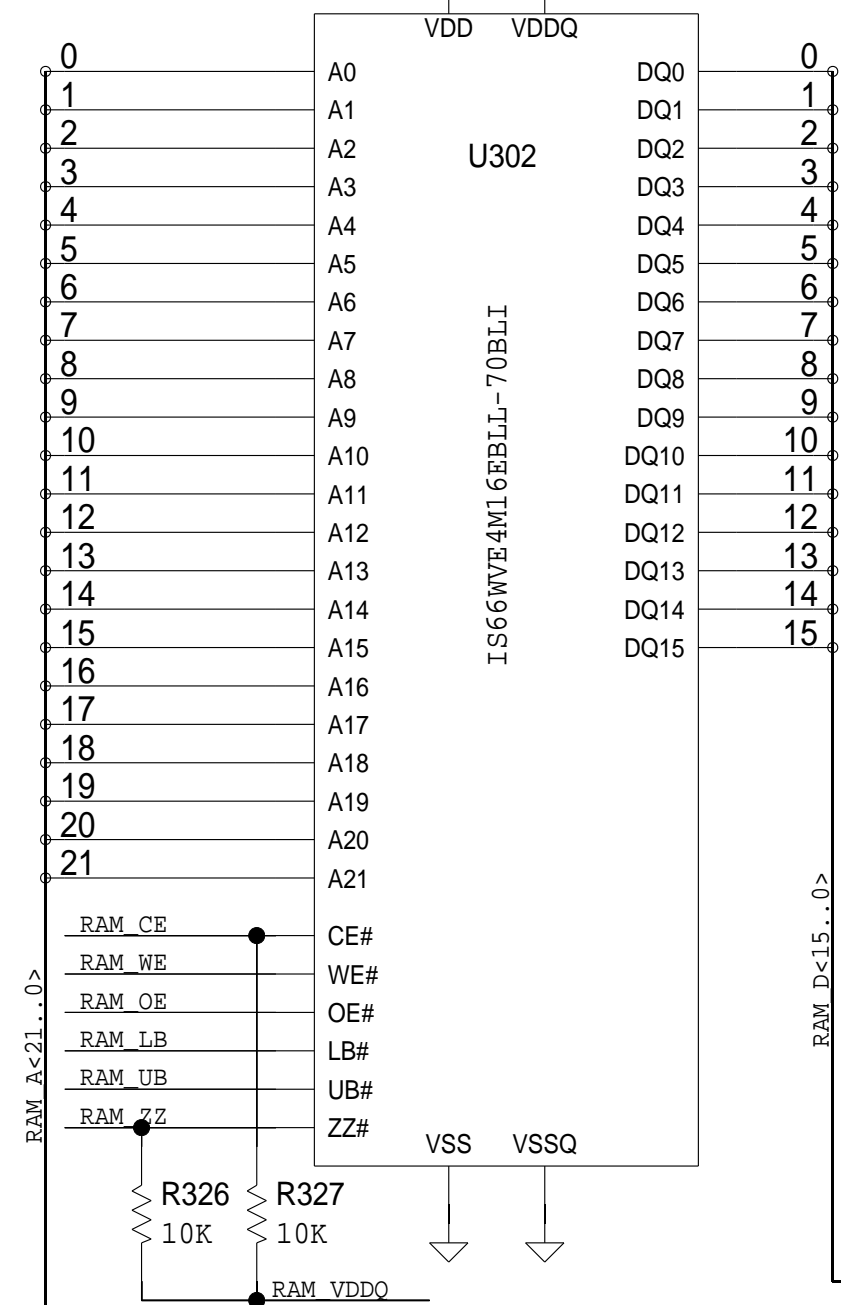 VDD VDDQ
0 A0 DQ0 0
1 A1 DQ1 1
2 A2 DQ2 2
U302
3 A3 DQ3 3
4 A4 DQ4 4
5 A5 DQ5 5
6 A6 DQ6 6
7 A7 DQ7 7
8 A8 DQ8 8
9 A9 DQ9 9
10 A10 DQ10 10
11 A11 DQ11 11
12 A12 DQ12 12
13 A13 DQ13 13
14 A14 DQ14 14
15 A15 DQ15 15
IS66WVE4M16EBLL-70BLI
16 A16
17 A17
18 A18
19 A19
20 A20
21 A21
RAM_CE CE#
RAM_WE WE#
RAM_OE OE#
RAM_LB LB#
RAM_UB UB#
RAM_ZZ ZZ#
RAM A<21..0>
RAM D<15..0>
VSS VSSQ
R326 R327
10K 10K
RAM_VDDQ